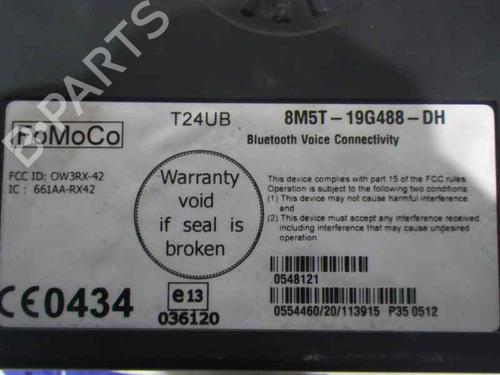 B-PARTS
FoMoCo
T24UB
8M5T-19G488-DH
Bluetooth Voice Connectivity
FCC ID: OW3RX-42
IC : 661AA-RX42
Warranty
void
if seal is
broken
This device complies with part 15 of the FCC rules.
Operation is subject to the following two conditions
(1) This device may not cause harmful interference.
and
(2) This device must accept any interference received,
including interference that may cause undesired
operation.
0548121
0554460/20/113915 P35 0512
CE0434
e13
036120